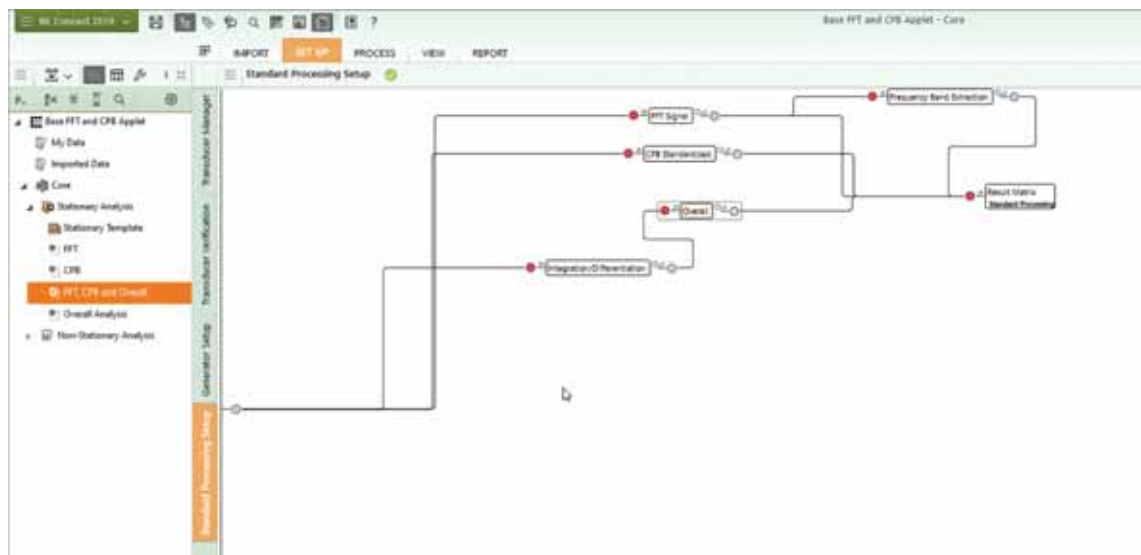 BK Connect 2019
?
Base FFT and CPB Applet - Core
IMPORT
SET UP
PROCESS
VIEW
REPORT
Standard Processing Setup
Base FFT and CPB Applet
My Data
Imported Data
Core
Stationary Analysis
Stationary Template
FFT
CPB
FFT, CPB and Overall
Overall Analysis
Non-Stationary Analysis
Transducer Manager
Transducer Verification
Generator Setup
Standard Processing Setup
FFT Signal
Frequency Band Extraction
CPB Standardized
Result Matrix
Standard Processing
Overall
Integration/Differentiation